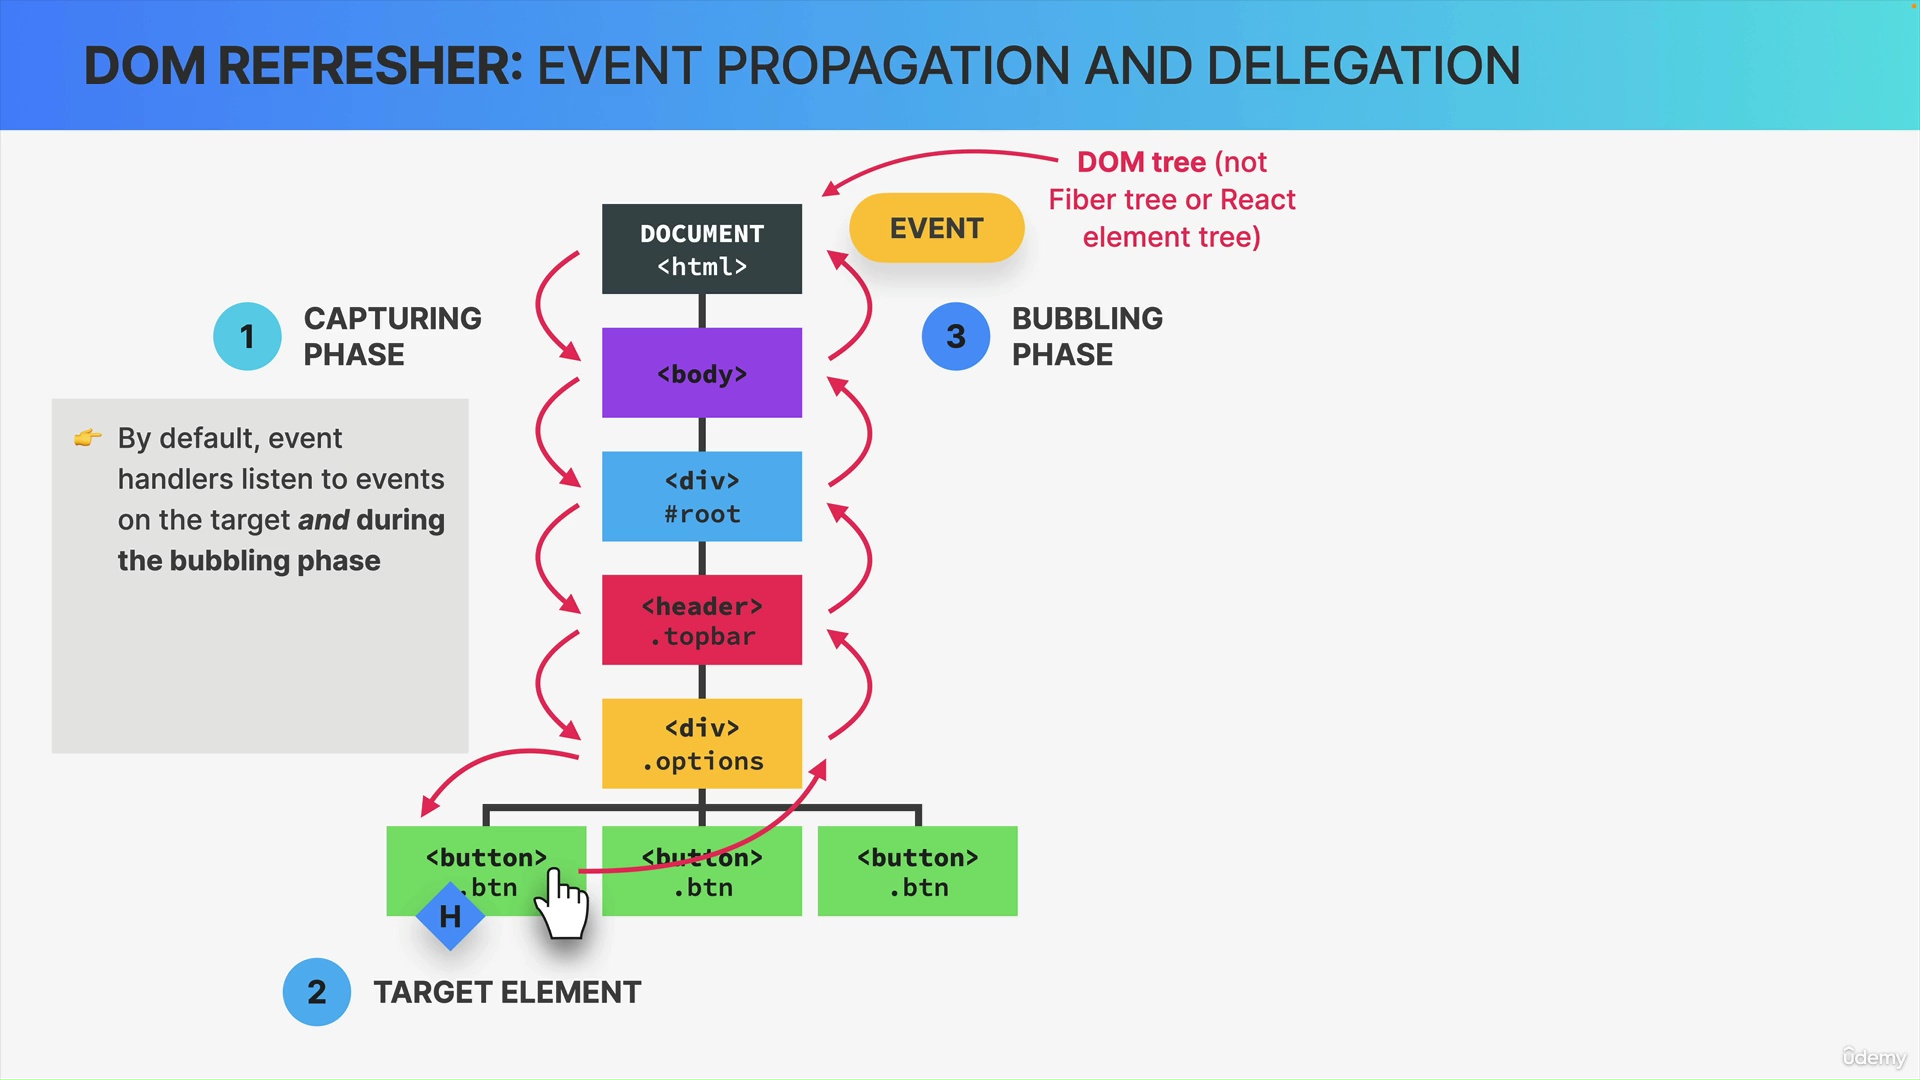 DOM REFRESHER: EVENT PROPAGATION AND DELEGATION
DOM tree (not
Fiber tree or React
element tree)
EVENT
DOCUMENT
<html>
1
CAPTURING
PHASE
3
BUBBLING
PHASE
<body>
👉 By default, event
handlers listen to events
on the target and during
the bubbling phase
<div>
#root
<header>
.topbar
<div>
.options
<button>
.btn
<button>
.btn
<button>
.btn
H
2
TARGET ELEMENT
ûdemy